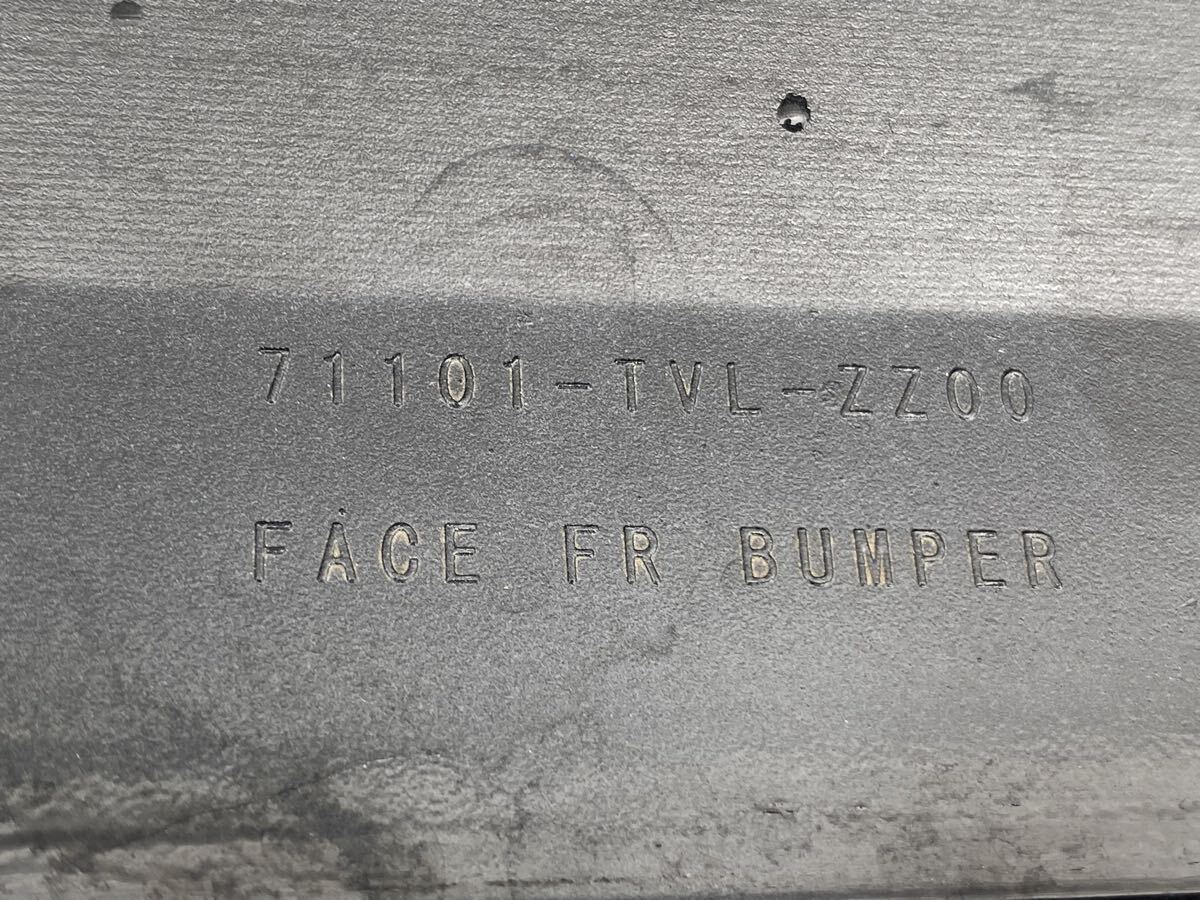 71101-TVL-ZZ00
FACE FR BUMPER